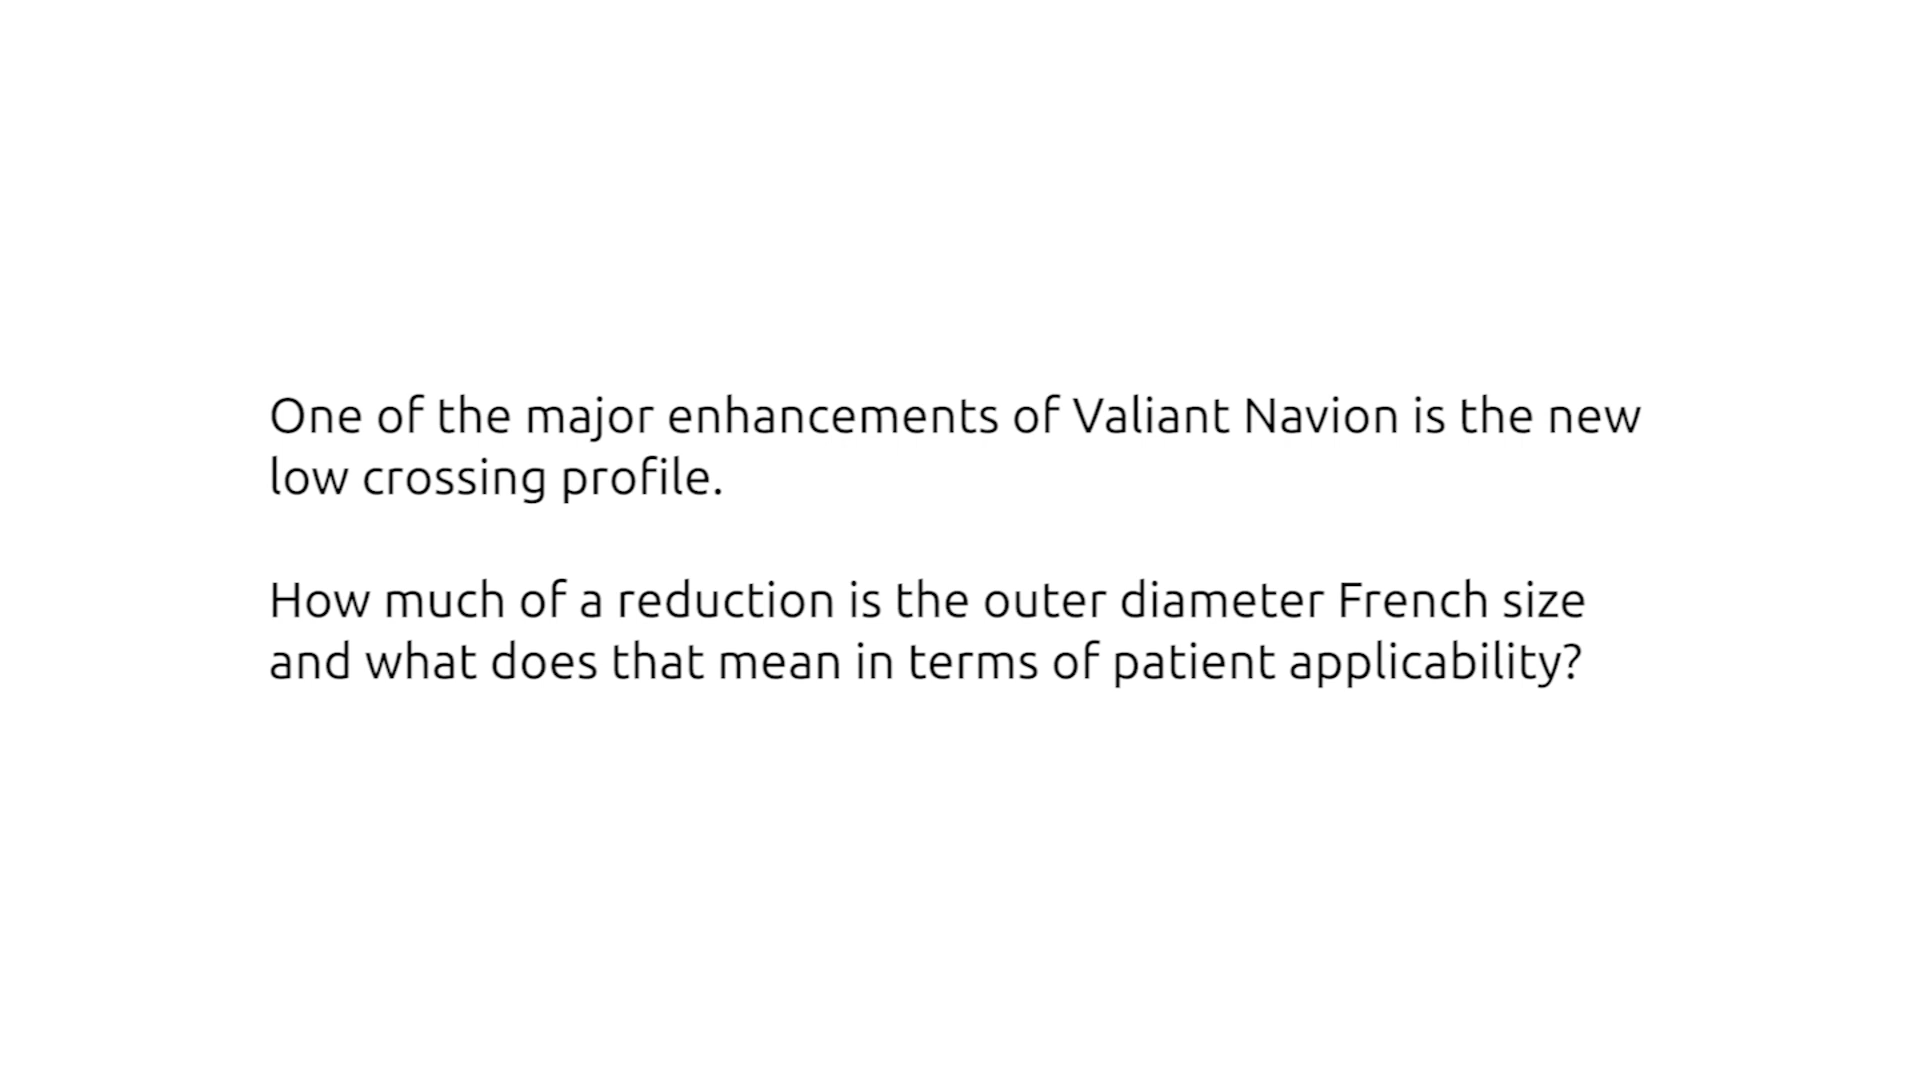 One of the major enhancements of Valiant Navion is the new
low crossing profile.
How much of a reduction is the outer diameter French size
and what does that mean in terms of patient applicability?